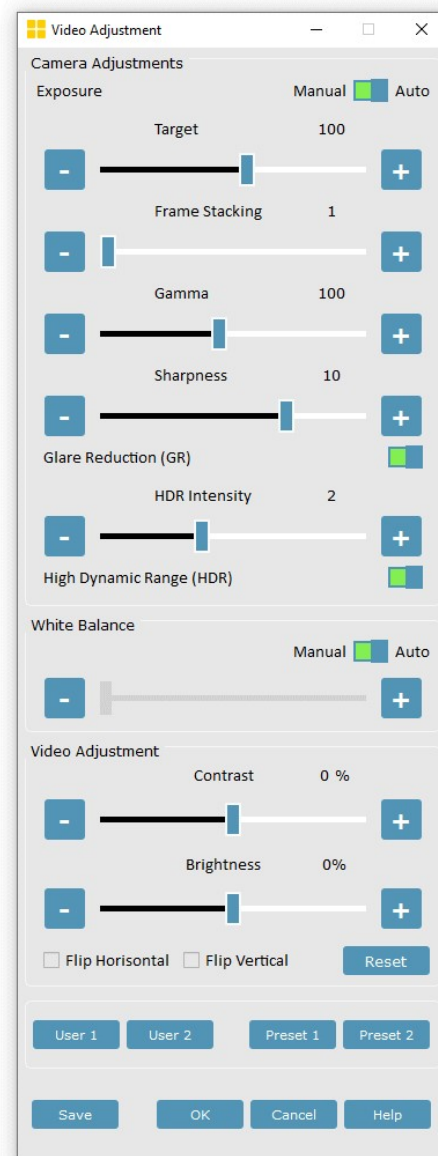 Video Adjustment
Camera Adjustments
Exposure Manual Auto
Target 100
- +
Frame Stacking 1
- +
Gamma 100
- +
Sharpness 10
- +
Glare Reduction (GR)
HDR Intensity 2
- +
High Dynamic Range (HDR)
White Balance
Manual Auto
- +
Video Adjustment
Contrast 0 %
- +
Brightness 0%
- +
Flip Horisontal Flip Vertical Reset
User 1 User 2 Preset 1 Preset 2
Save OK Cancel Help